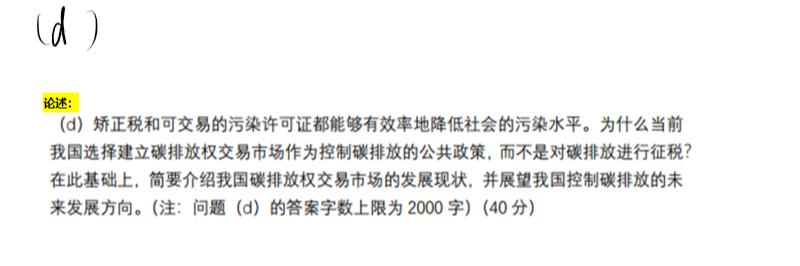 (d)
论述：
（d）矫正税和可交易的污染许可证都能够有效率地降低社会的污染水平。为什么当前
我国选择建立碳排放权交易市场作为控制碳排放的公共政策，而不是对碳排放进行征税？
在此基础上，简要介绍我国碳排放权交易市场的发展现状，并展望我国控制碳排放的未
来发展方向。（注：问题（d）的答案字数上限为 2000 字）（40 分）